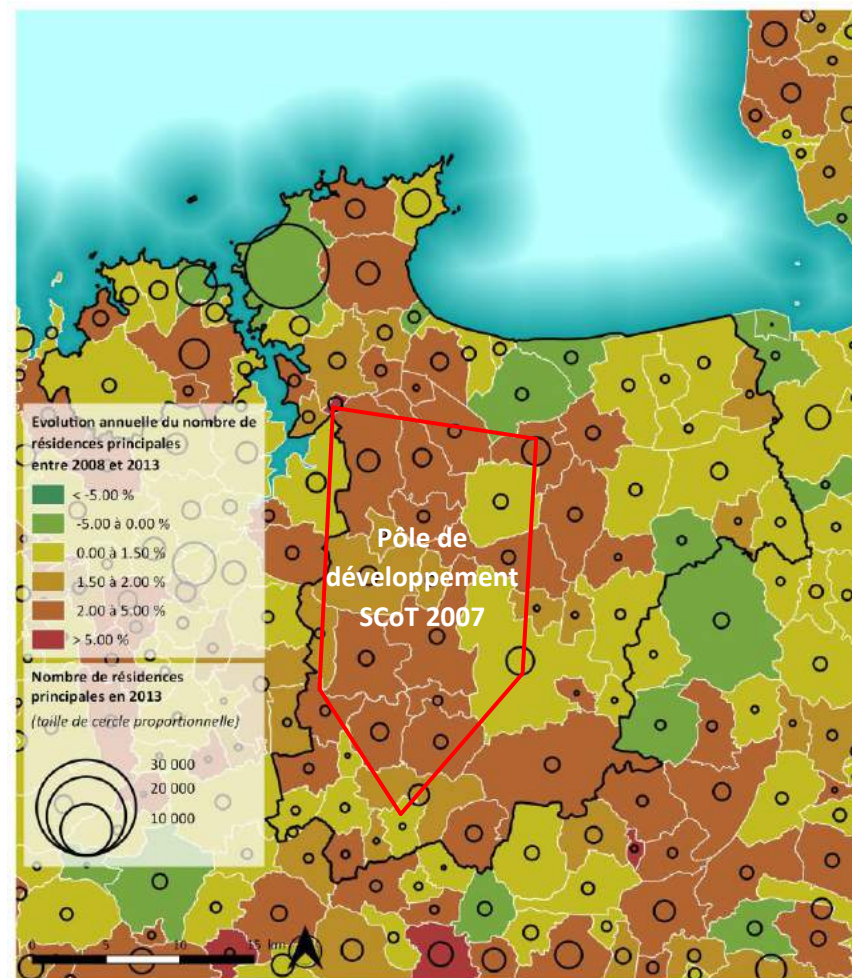 Evolution annuelle du nombre de
résidences principales
entre 2008 et 2013
< -5.00 %
-5.00 à 0.00 %
0.00 à 1.50 %
1.50 à 2.00 %
2.00 à 5.00 %
> 5.00 %
Nombre de résidences
principales en 2013
(taille de cercle proportionnelle)
30 000
20 000
10 000
Pôle de
développement
SCoT 2007
0 5 10 15 km